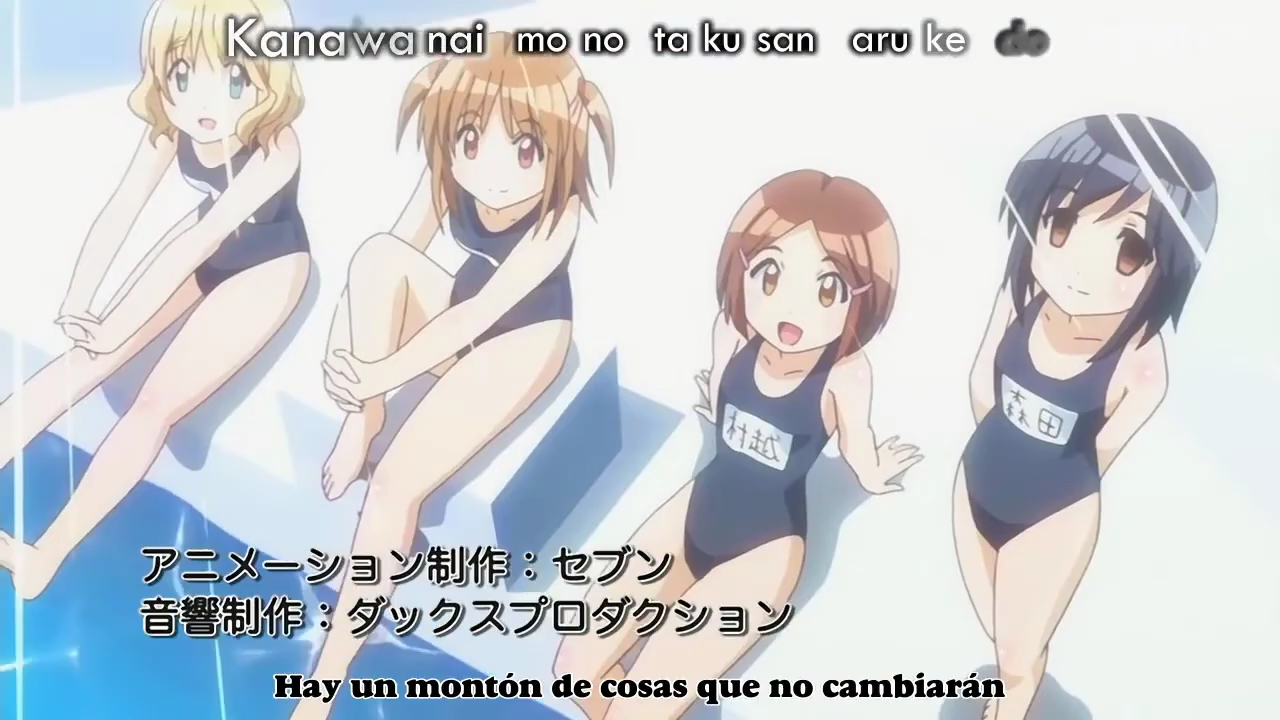 Kanawa nai mo no ta ku san aru ke do
村越
森田
アニメーション制作：セブン
音響制作：ダックスプロダクション
Hay un montón de cosas que no cambiarán